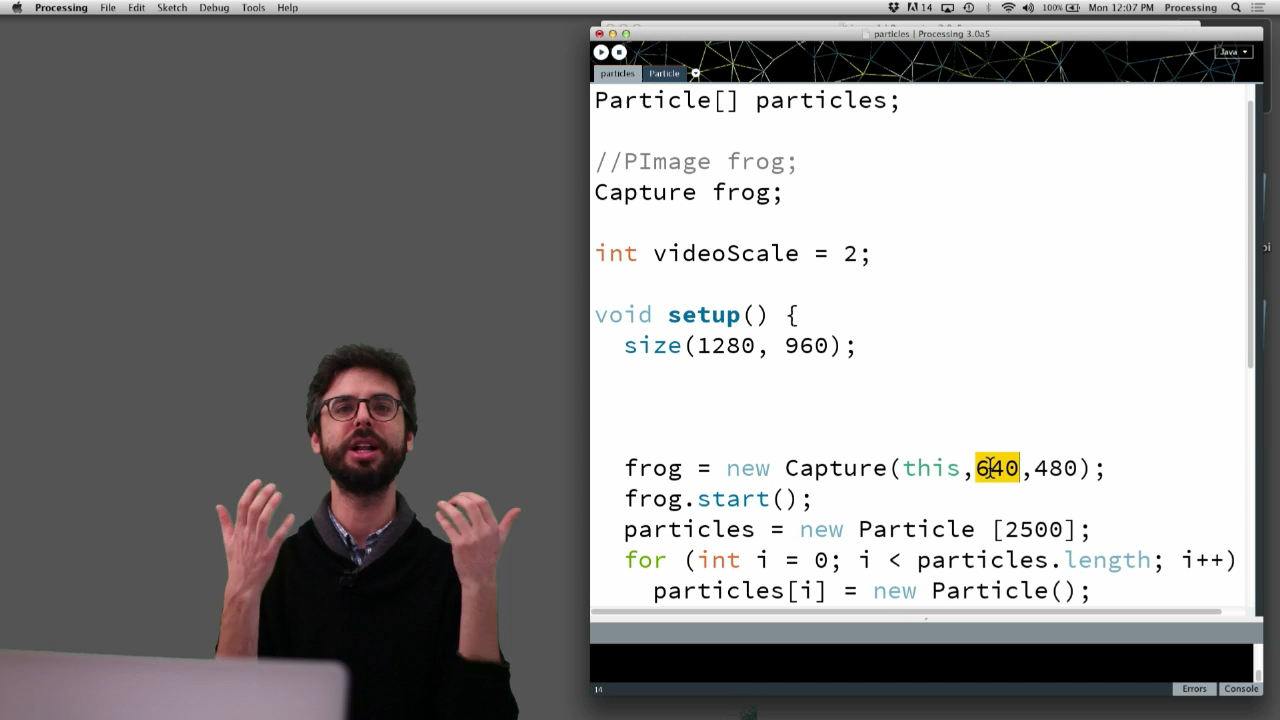 Processing File Edit Sketch Debug Tools Help 14 100% Mon 12:07 PM Processing
particles | Processing 3.0a5
Java
particles Particle
Particle[] particles;
//PImage frog;
Capture frog;
int videoScale = 2;
void setup() {
size(1280, 960);
frog = new Capture(this,640,480);
frog.start();
particles = new Particle [2500];
for (int i = 0; i < particles.length; i++)
particles[i] = new Particle();
14 Errors Console